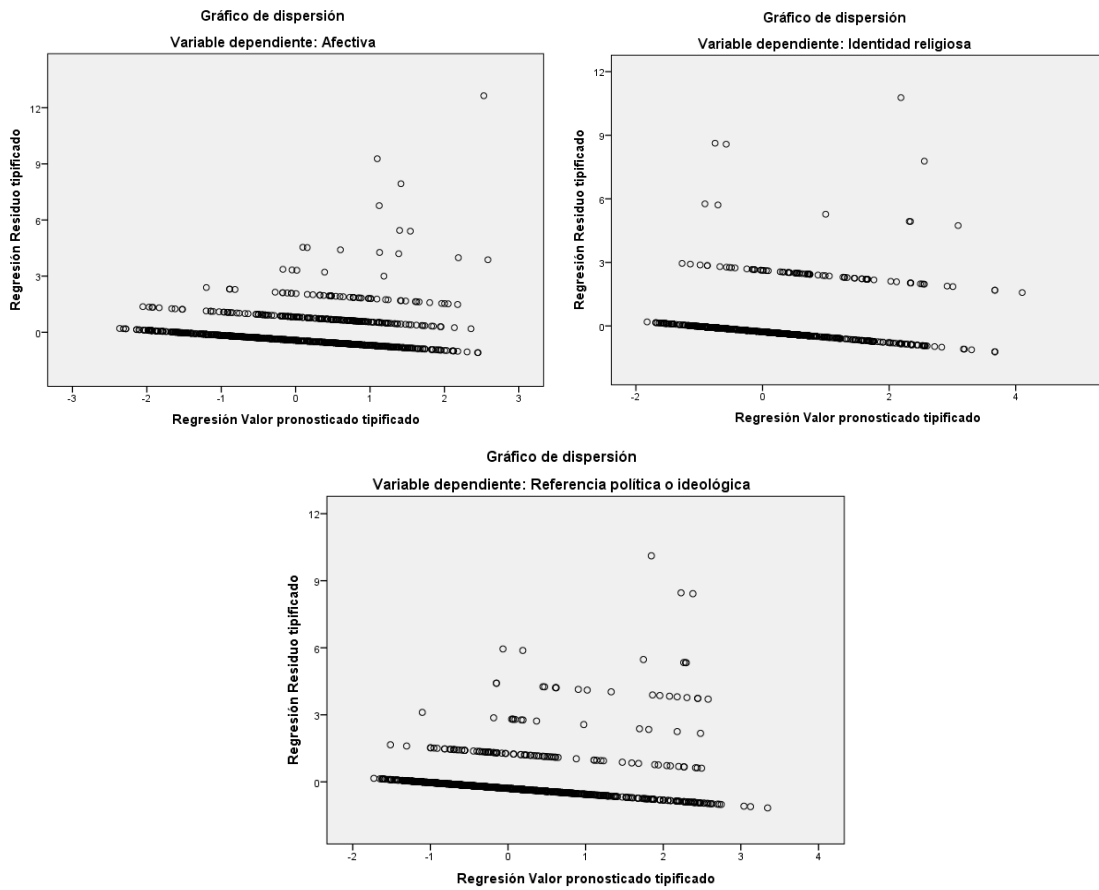 Gráfico de dispersión
Variable dependiente: Afectiva
Regresión Residuo tipificado
12
9
6
3
0
-3
-2
-1
0
1
2
3
Regresión Valor pronosticado tipificado
Gráfico de dispersión
Variable dependiente: Identidad religiosa
Regresión Residuo tipificado
12
9
6
3
0
-2
0
2
4
Regresión Valor pronosticado tipificado
Gráfico de dispersión
Variable dependiente: Referencia política o ideológica
Regresión Residuo tipificado
12
9
6
3
0
-2
-1
0
1
2
3
4
Regresión Valor pronosticado tipificado